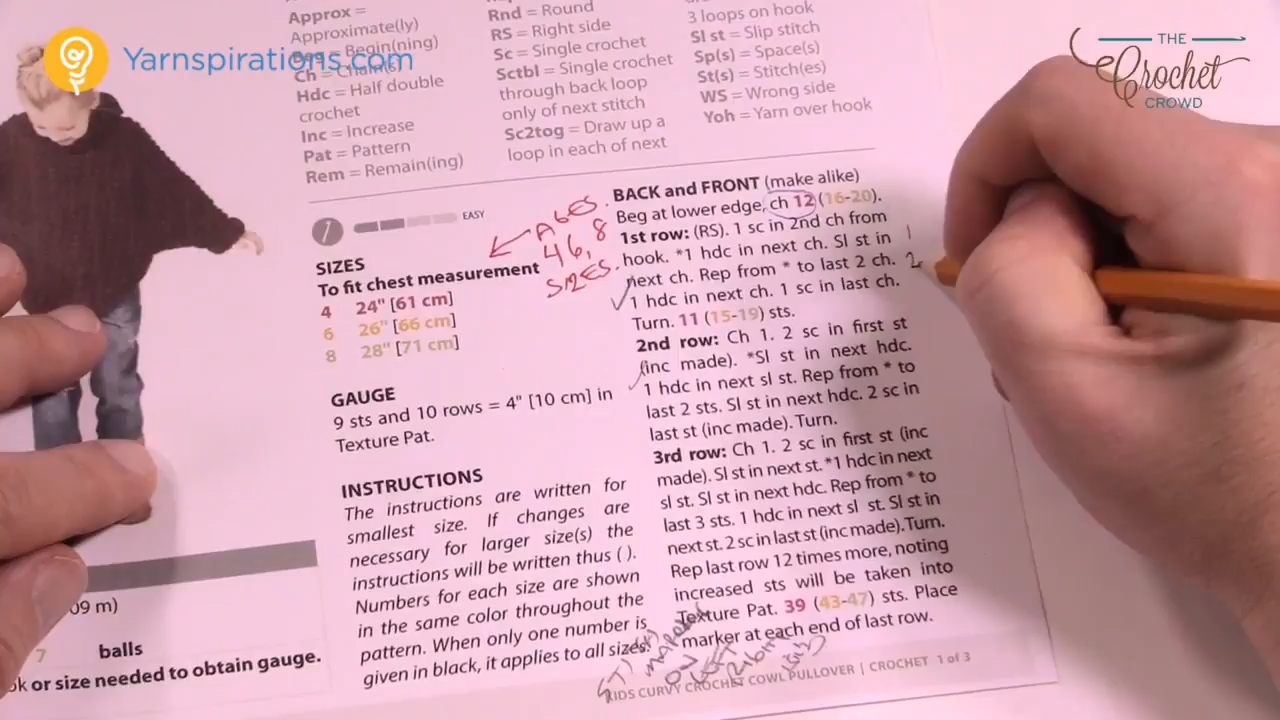 Yarnspirations.com
THE
Crochet
CROWD
Approx =
Approximate(ly)
Beg = Begin(ning)
Ch = Chain(s)
Hdc = Half double
crochet
Inc = Increase
Pat = Pattern
Rem = Remain(ing)
Rnd = Round
RS = Right side
Sc = Single crochet
Sctbl = Single crochet
through back loop
only of next stitch
Sc2tog = Draw up a
loop in each of next
3 loops on hook
Sl st = Slip stitch
Sp(s) = Space(s)
St(s) = Stitch(es)
WS = Wrong side
Yoh = Yarn over hook
EASY
SIZES
To fit chest measurement
4 24" [61 cm]
6 26" [66 cm]
8 28" [71 cm]
AGES
4 6, 8
SIZES.
GAUGE
9 sts and 10 rows = 4" [10 cm] in
Texture Pat.
INSTRUCTIONS
The instructions are written for
smallest size. If changes are
necessary for larger size(s) the
instructions will be written thus ( ).
Numbers for each size are shown
in the same color throughout the
pattern. When only one number is
given in black, it applies to all sizes.
BACK and FRONT (make alike)
Beg at lower edge, ch 12 (16-20).
1st row: (RS). 1 sc in 2nd ch from
hook. *1 hdc in next ch. Sl st in
next ch. Rep from * to last 2 ch.
1 hdc in next ch. 1 sc in last ch.
Turn. 11 (15-19) sts.
2nd row: Ch 1. 2 sc in first st
(inc made). *Sl st in next hdc.
1 hdc in next sl st. Rep from * to
last 2 sts. Sl st in next hdc. 2 sc in
last st (inc made). Turn.
3rd row: Ch 1. 2 sc in first st (inc
made). Sl st in next st. *1 hdc in next
sl st. Sl st in next hdc. Rep from * to
last 3 sts. 1 hdc in next sl st. Sl st in
next st. 2 sc in last st (inc made). Turn.
Rep last row 12 times more, noting
increased sts will be taken into
Texture Pat. 39 (43-47) sts. Place
marker at each end of last row.
1
2
09 m)
7 balls
ok or size needed to obtain gauge.
KIDS CURVY CROCHET COWL PULLOVER | CROCHET 1 of 3